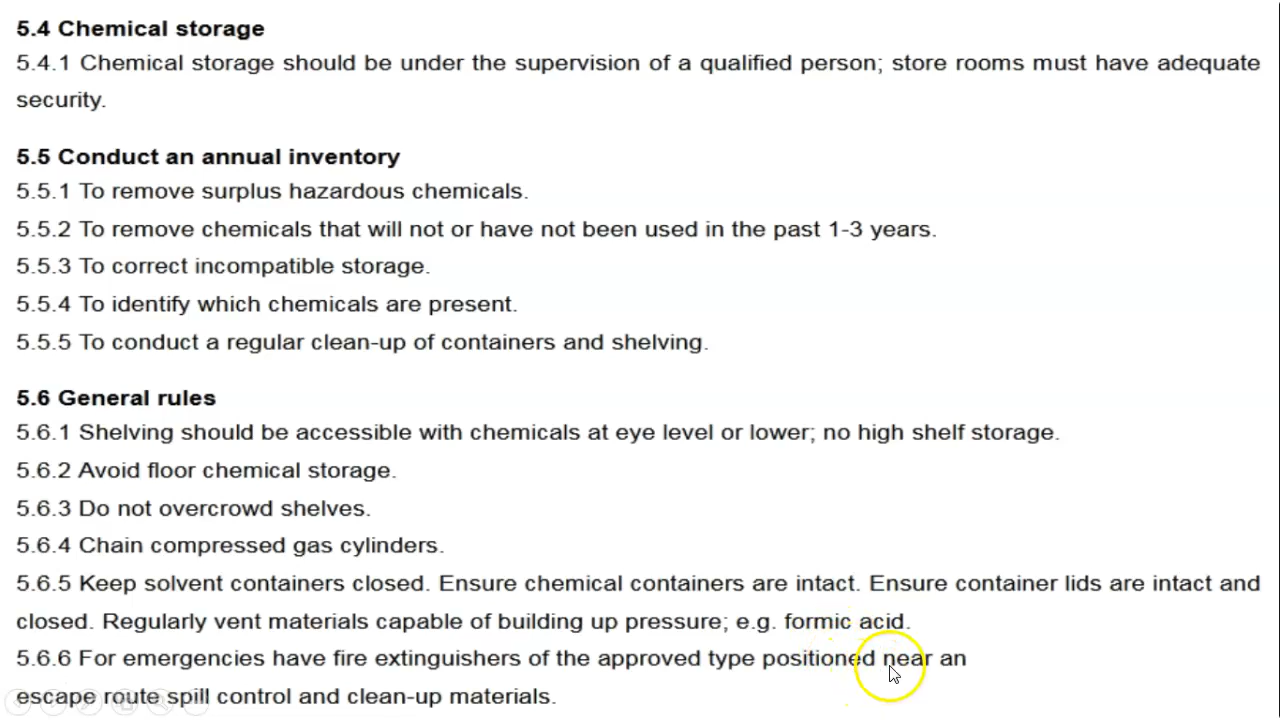 5.4 Chemical storage
5.4.1 Chemical storage should be under the supervision of a qualified person; store rooms must have adequate
security.
5.5 Conduct an annual inventory
5.5.1 To remove surplus hazardous chemicals.
5.5.2 To remove chemicals that will not or have not been used in the past 1-3 years.
5.5.3 To correct incompatible storage.
5.5.4 To identify which chemicals are present.
5.5.5 To conduct a regular clean-up of containers and shelving.
5.6 General rules
5.6.1 Shelving should be accessible with chemicals at eye level or lower; no high shelf storage.
5.6.2 Avoid floor chemical storage.
5.6.3 Do not overcrowd shelves.
5.6.4 Chain compressed gas cylinders.
5.6.5 Keep solvent containers closed. Ensure chemical containers are intact. Ensure container lids are intact and
closed. Regularly vent materials capable of building up pressure; e.g. formic acid.
5.6.6 For emergencies have fire extinguishers of the approved type positioned near an
escape route spill control and clean-up materials.